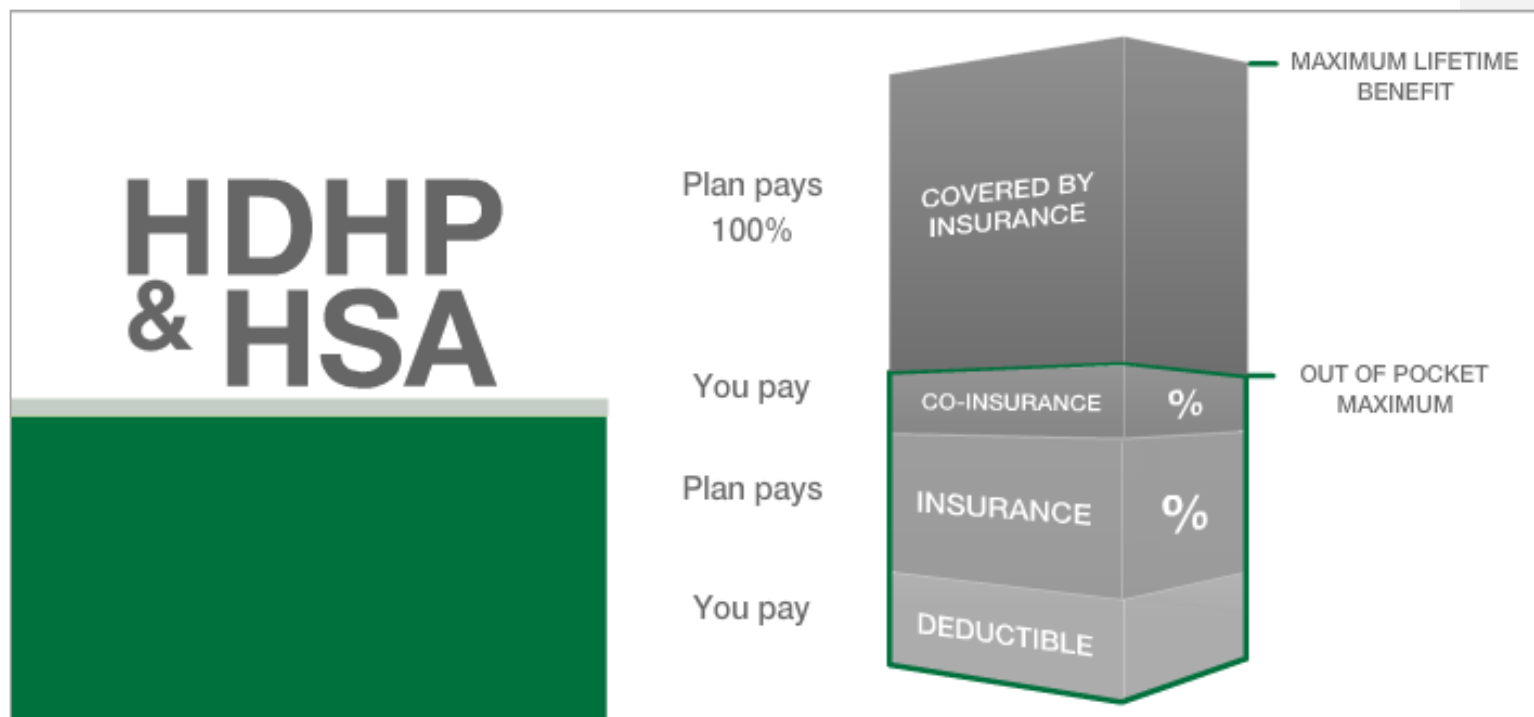 HDHP
& HSA
Plan pays
100%
You pay
Plan pays
You pay
COVERED BY
INSURANCE
CO-INSURANCE %
INSURANCE %
DEDUCTIBLE
MAXIMUM LIFETIME
BENEFIT
OUT OF POCKET
MAXIMUM